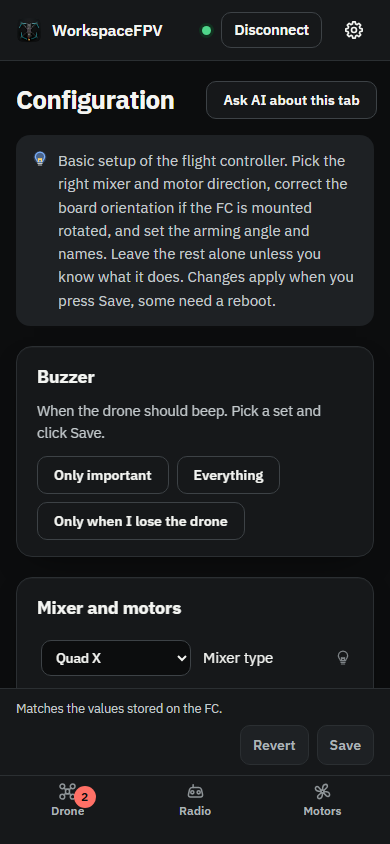 WorkspaceFPV
Disconnect
Configuration
Ask AI about this tab
Basic setup of the flight controller. Pick the
right mixer and motor direction, correct the
board orientation if the FC is mounted
rotated, and set the arming angle and
names. Leave the rest alone unless you
know what it does. Changes apply when you
press Save, some need a reboot.
Buzzer
When the drone should beep. Pick a set and
click Save.
Only important
Everything
Only when I lose the drone
Mixer and motors
Quad X
Mixer type
Matches the values stored on the FC.
Revert
Save
2
Drone
Radio
Motors